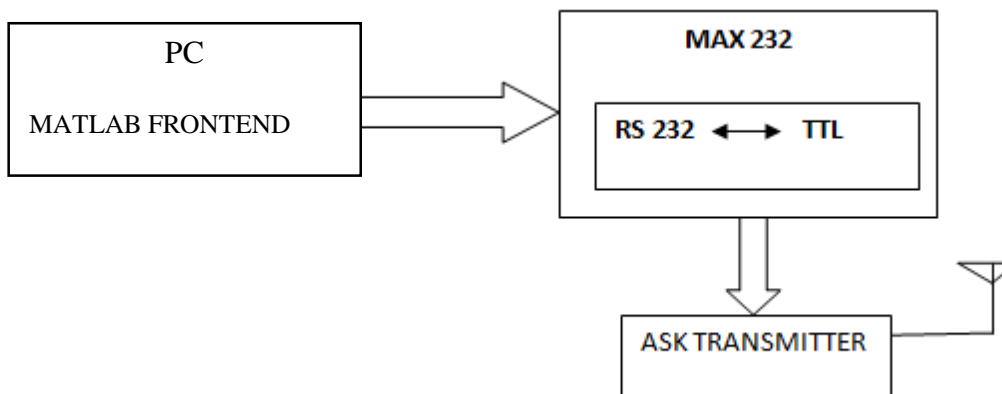 PC
MATLAB FRONTEND
MAX 232
RS 232 TTL
ASK TRANSMITTER